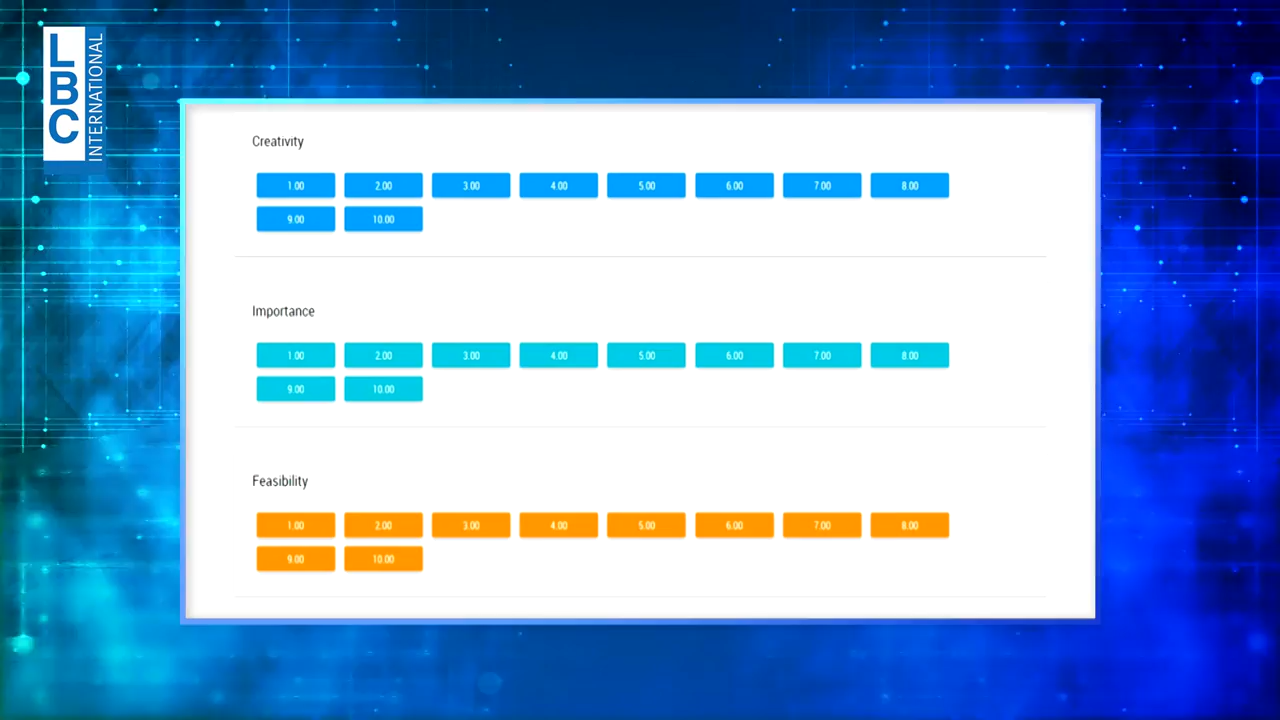 LBC
INTERNATIONAL
Creativity
1.00 2.00 3.00 4.00 5.00 6.00 7.00 8.00
9.00 10.00
Importance
1.00 2.00 3.00 4.00 5.00 6.00 7.00 8.00
9.00 10.00
Feasibility
1.00 2.00 3.00 4.00 5.00 6.00 7.00 8.00
9.00 10.00